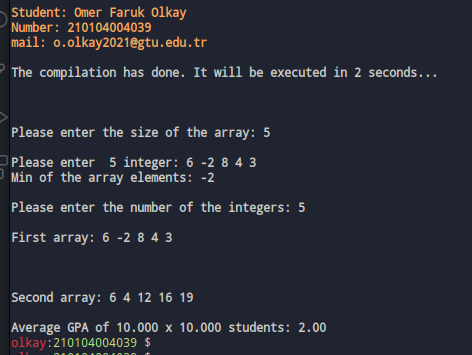 Student: Omer Faruk Olkay
Number: 210104004039
mail: o.olkay2021@gtu.edu.tr
The compilation has done. It will be executed in 2 seconds...
Please enter the size of the array: 5
Please enter  5 integer: 6 -2 8 4 3
Min of the array elements: -2
Please enter the number of the integers: 5
First array: 6 -2 8 4 3
Second array: 6 4 12 16 19
Average GPA of 10.000 x 10.000 students: 2.00
olkay:210104004039 $